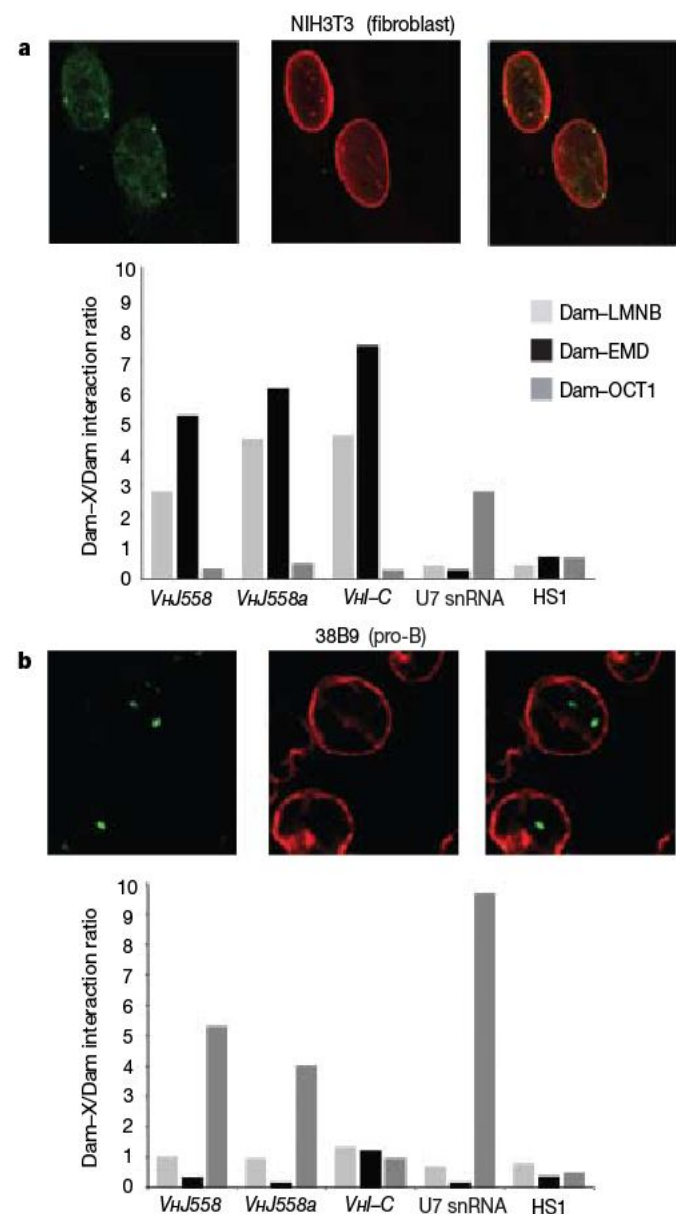 NIH3T3 (fibroblast)
a
10
9
8
7
6
5
4
3
2
1
0
Dam–X/Dam interaction ratio
Dam–LMNB
Dam–EMD
Dam–OCT1
VHJ558 VHJ558a VHI–C U7 snRNA HS1
38B9 (pro-B)
b
10
9
8
7
6
5
4
3
2
1
0
Dam–X/Dam interaction ratio
VHJ558 VHJ558a VHI–C U7 snRNA HS1